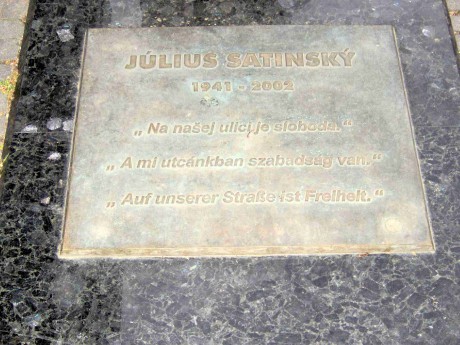 JÚLIUS SATINSKÝ
1941 - 2002
„Na našej ulici je sloboda.“
„A mi utcánkban szabadság van.“
„Auf unserer Straße ist Freiheit.“